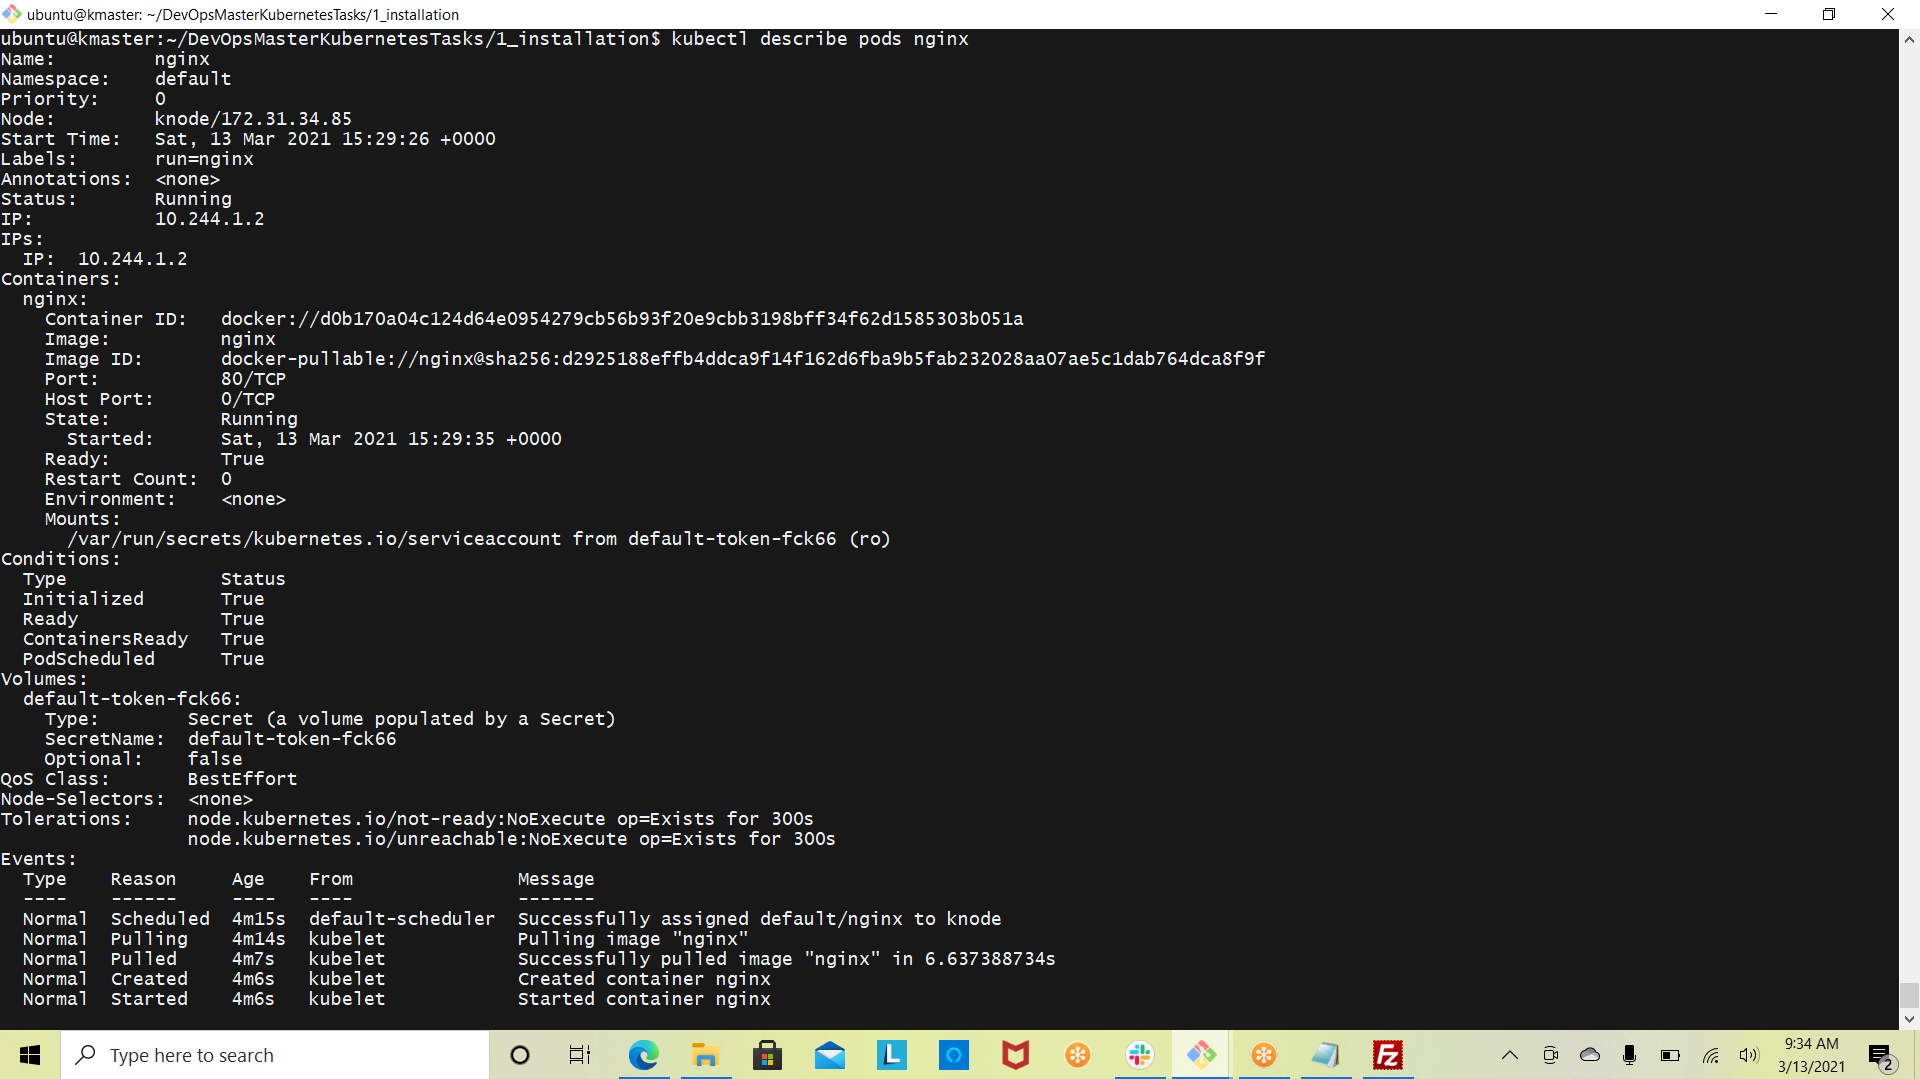 ubuntu@kmaster: ~/DevOpsMasterKubernetesTasks/1_installation
ubuntu@kmaster:~/DevOpsMasterKubernetesTasks/1_installation$ kubectl describe pods nginx
Name:         nginx
Namespace:    default
Priority:     0
Node:         knode/172.31.34.85
Start Time:   Sat, 13 Mar 2021 15:29:26 +0000
Labels:       run=nginx
Annotations:  <none>
Status:       Running
IP:           10.244.1.2
IPs:
  IP:  10.244.1.2
Containers:
  nginx:
    Container ID:   docker://d0b170a04c124d64e0954279cb56b93f20e9cbb3198bff34f62d1585303b051a
    Image:          nginx
    Image ID:       docker-pullable://nginx@sha256:d2925188effb4ddca9f14f162d6fba9b5fab232028aa07ae5c1dab764dca8f9f
    Port:           80/TCP
    Host Port:      0/TCP
    State:          Running
      Started:      Sat, 13 Mar 2021 15:29:35 +0000
    Ready:          True
    Restart Count:  0
    Environment:    <none>
    Mounts:
      /var/run/secrets/kubernetes.io/serviceaccount from default-token-fck66 (ro)
Conditions:
  Type              Status
  Initialized       True
  Ready             True
  ContainersReady   True
  PodScheduled      True
Volumes:
  default-token-fck66:
    Type:        Secret (a volume populated by a Secret)
    SecretName:  default-token-fck66
    Optional:    false
QoS Class:       BestEffort
Node-Selectors:  <none>
Tolerations:     node.kubernetes.io/not-ready:NoExecute op=Exists for 300s
                 node.kubernetes.io/unreachable:NoExecute op=Exists for 300s
Events:
  Type    Reason     Age    From               Message
  ----    ------     ----   ----               -------
  Normal  Scheduled  4m15s  default-scheduler  Successfully assigned default/nginx to knode
  Normal  Pulling    4m14s  kubelet            Pulling image "nginx"
  Normal  Pulled     4m7s   kubelet            Successfully pulled image "nginx" in 6.637388734s
  Normal  Created    4m6s   kubelet            Created container nginx
  Normal  Started    4m6s   kubelet            Started container nginx
Type here to search
L
FZ
9:34 AM
3/13/2021
2